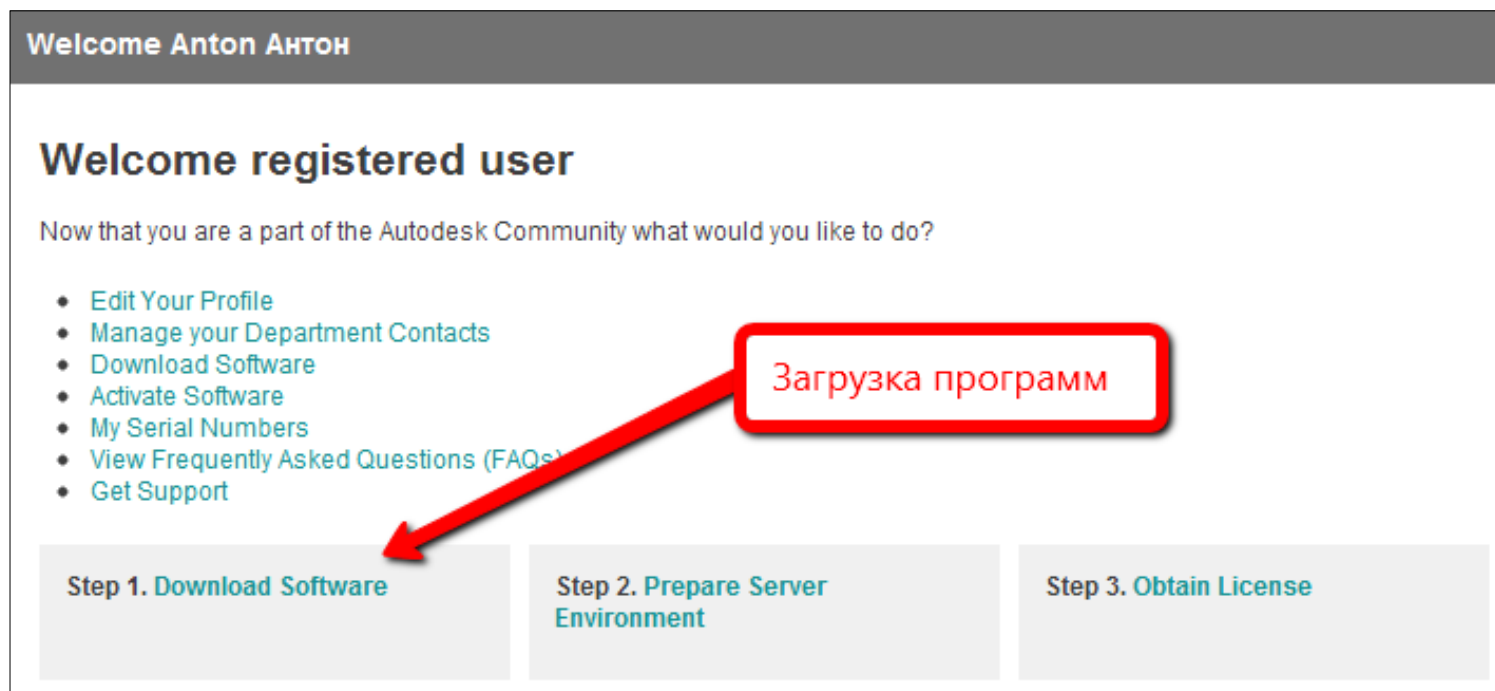 Welcome Anton Антон
Welcome registered user
Now that you are a part of the Autodesk Community what would you like to do?
Edit Your Profile
Manage your Department Contacts
Download Software
Activate Software
My Serial Numbers
View Frequently Asked Questions (FAQs)
Get Support
Загрузка программ
Step 1. Download Software
Step 2. Prepare Server
Environment
Step 3. Obtain License